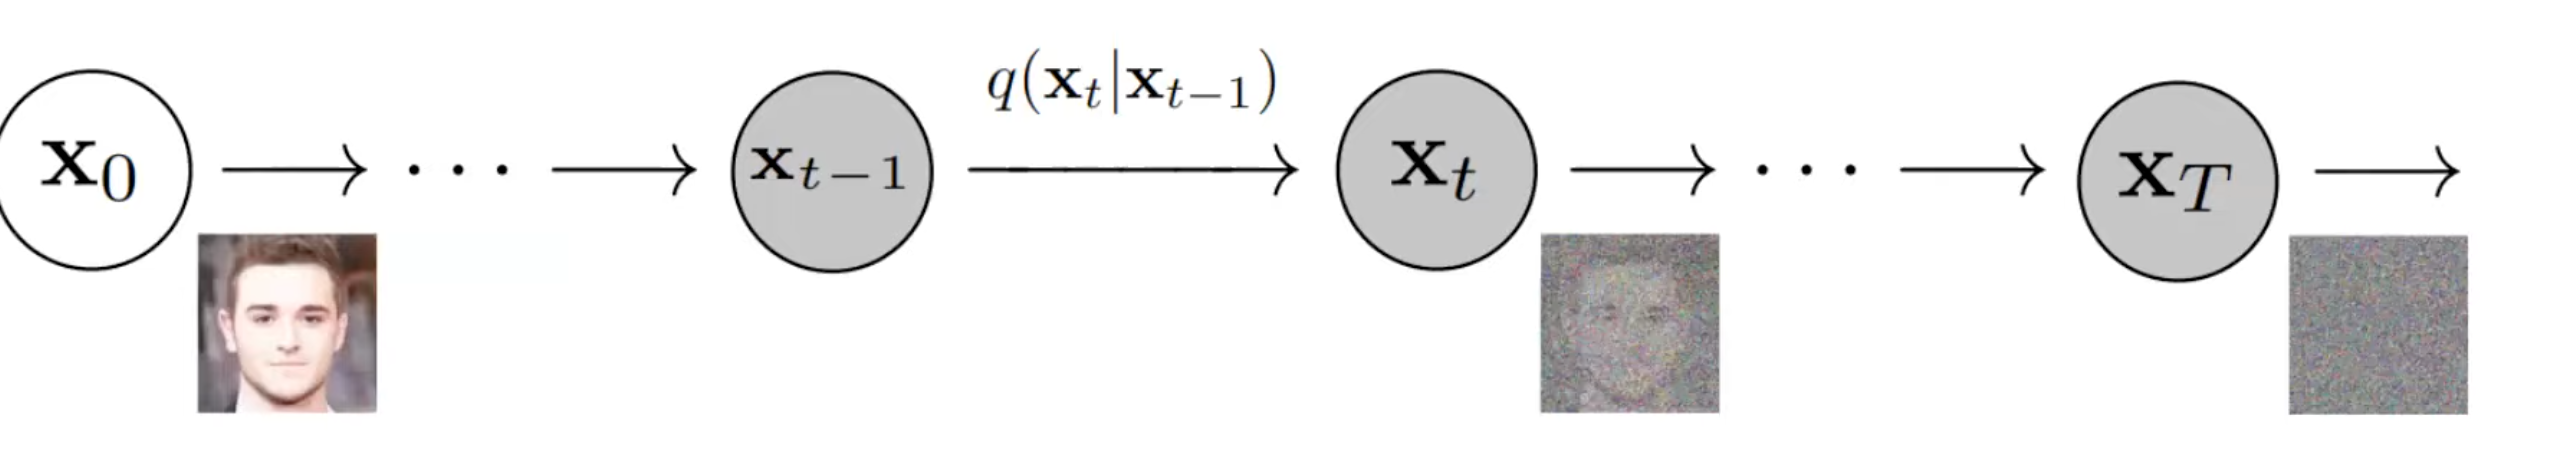 q(x_t|x_{t-1})
x_0 → · · · → x_{t-1} → x_t → · · · → x_T →